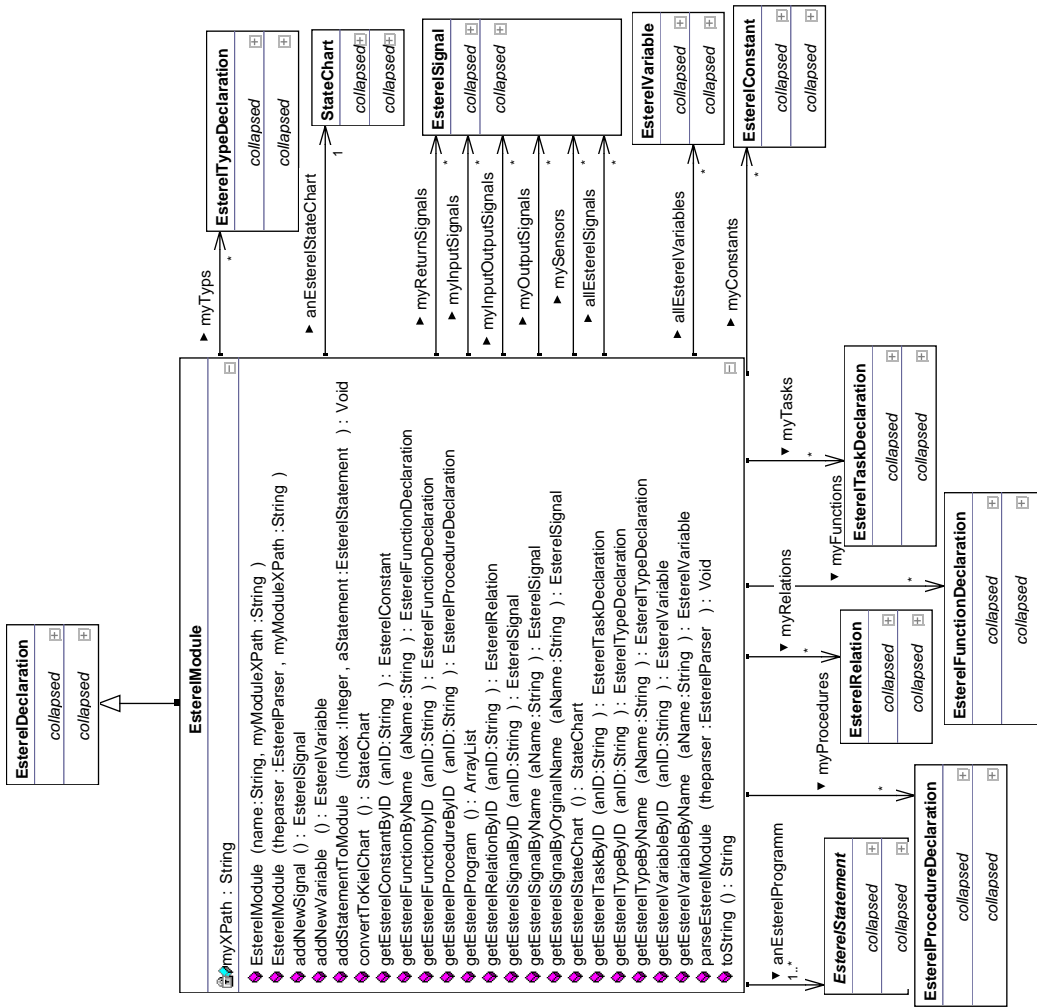 EsterelDeclaration
collapsed
collapsed
EsterelModule
myXPath : String
EsterelModule (name:String, myModuleXPath :String )
EsterelModule (theparser :EsterelParser , myModuleXPath :String )
addNewSignal (): EsterelSignal
addNewVariable (): EsterelVariable
addStatementToModule (index :Integer, aStatement :EsterelStatement ): Void
convertToKielChart (): StateChart
getEsterelConstantByID (anID:String ): EsterelConstant
getEsterelFunctionByName (aName:String ): EsterelFunctionDeclaration
getEsterelFunctionbyID (anID:String ): EsterelFunctionDeclaration
getEsterelProcedureByID (anID:String ): EsterelProcedureDeclaration
getEsterelProgram (): ArrayList
getEsterelRelationByID (anID:String ): EsterelRelation
getEsterelSignalByID (anID:String ): EsterelSignal
getEsterelSignalByName (aName:String ): EsterelSignal
getEsterelSignalByOrginalName (aName:String ): EsterelSignal
getEsterelStateChart (): StateChart
getEsterelTaskByID (anID:String ): EsterelTaskDeclaration
getEsterelTypeByID (anID:String ): EsterelTypeDeclaration
getEsterelTypeByName (aName:String ): EsterelTypeDeclaration
getEsterelVariableByID (anID:String ): EsterelVariable
getEsterelVariableByName (aName:String ): EsterelVariable
parseEsterelModule (theparser :EsterelParser ): Void
toString (): String
myTyps
*
EsterelTypeDeclaration
collapsed
collapsed
anEsterelStateChart
1
StateChart
collapsed
collapsed
myReturnSignals
*
myInputSignals
*
myInputOutputSignals
*
myOutputSignals
*
mySensors
*
allEsterelSignals
*
EsterelSignal
collapsed
collapsed
allEsterelVariables
*
EsterelVariable
collapsed
collapsed
myConstants
*
EsterelConstant
collapsed
collapsed
anEsterelProgramm
1..*
EsterelStatement
collapsed
collapsed
myProcedures
*
EsterelProcedureDeclaration
collapsed
collapsed
myRelations
*
EsterelRelation
collapsed
collapsed
myFunctions
*
EsterelFunctionDeclaration
collapsed
collapsed
myTasks
*
EsterelTaskDeclaration
collapsed
collapsed